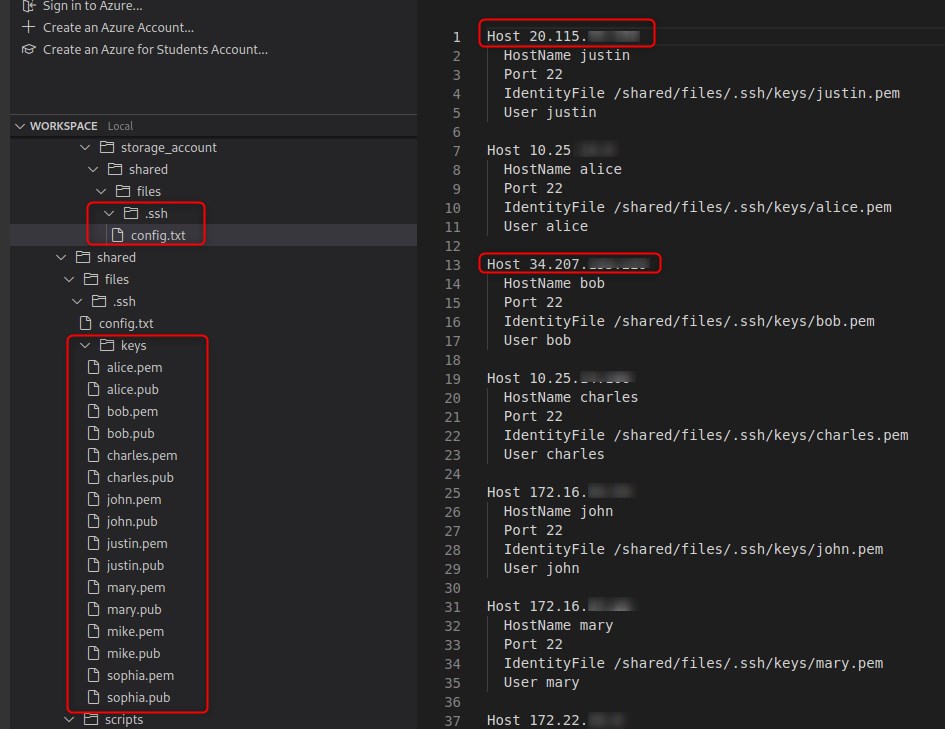 Sign in to Azure...
Create an Azure Account...
Create an Azure for Students Account...
WORKSPACE Local
storage_account
shared
files
.ssh
config.txt
shared
files
.ssh
config.txt
keys
alice.pem
alice.pub
bob.pem
bob.pub
charles.pem
charles.pub
john.pem
john.pub
justin.pem
justin.pub
mary.pem
mary.pub
mike.pem
mike.pub
sophia.pem
sophia.pub
scripts
1 Host 20.115.
2 HostName justin
3 Port 22
4 IdentityFile /shared/files/.ssh/keys/justin.pem
5 User justin
6
7 Host 10.25
8 HostName alice
9 Port 22
10 IdentityFile /shared/files/.ssh/keys/alice.pem
11 User alice
12
13 Host 34.207.
14 HostName bob
15 Port 22
16 IdentityFile /shared/files/.ssh/keys/bob.pem
17 User bob
18
19 Host 10.25.
20 HostName charles
21 Port 22
22 IdentityFile /shared/files/.ssh/keys/charles.pem
23 User charles
24
25 Host 172.16.
26 HostName john
27 Port 22
28 IdentityFile /shared/files/.ssh/keys/john.pem
29 User john
30
31 Host 172.16.
32 HostName mary
33 Port 22
34 IdentityFile /shared/files/.ssh/keys/mary.pem
35 User mary
36
37 Host 172.22.